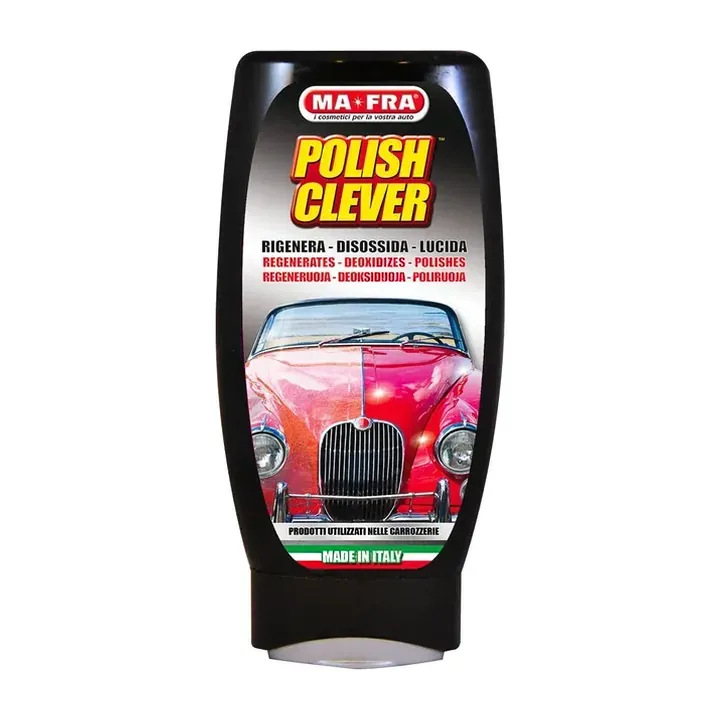 MA★FRA®
i cosmetici per la vostra auto
POLISH™
CLEVER
RIGENERA - DISOSSIDA - LUCIDA
REGENERATES - DEOXIDIZES - POLISHES
REGENERUOJA - DEOKSIDUOJA - POLIRUOJA
PRODOTTI UTILIZZATI NELLE CARROZZERIE
MADE IN ITALY